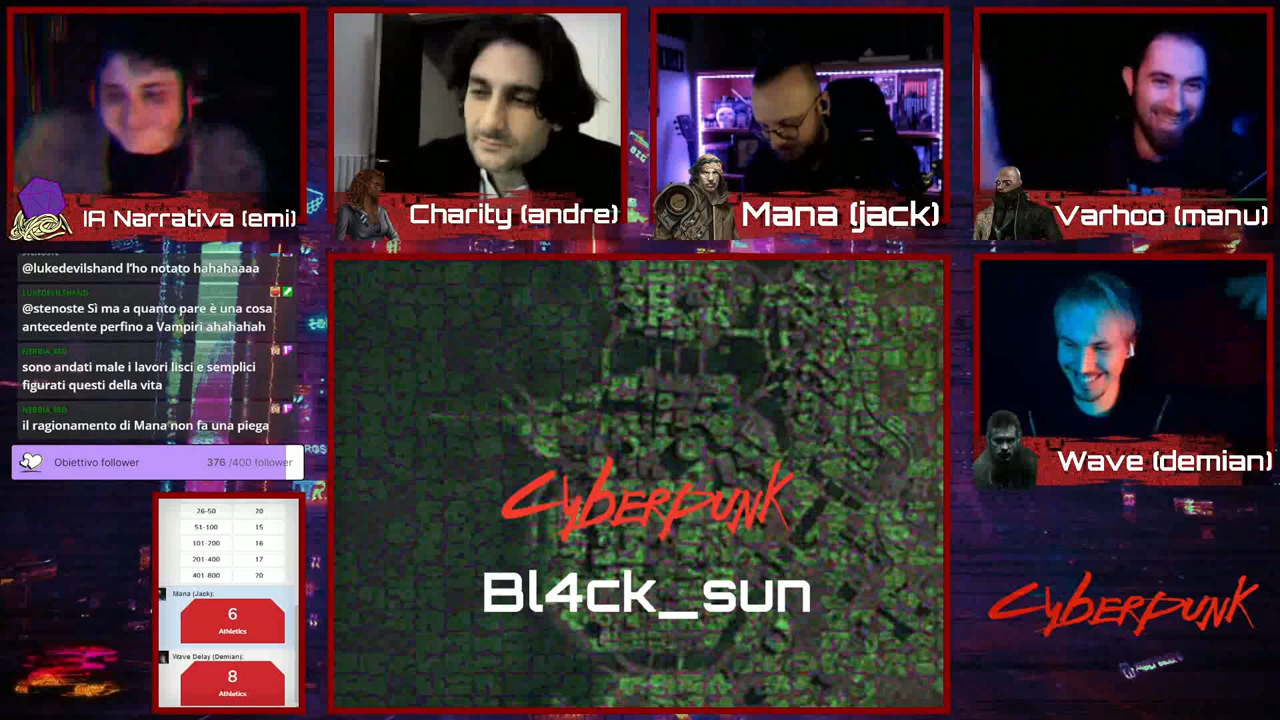 IA Narrativa (emi)
Charity (andre)
Mana (jack)
Varhoo (manu)
@lukedevilshand l'ho notato hahahaaaa
LUKEDEVILSHAND
@stenoste Sì ma a quanto pare è una cosa
antecedente perfino a Vampiri ahahahah
NEBBIA_880
sono andati male i lavori lisci e semplici
figurati questi della vita
NEBBIA_880
il ragionamento di Mana non fa una piega
Obiettivo follower 376 /400 follower
26-50 20
51-100 15
101-200 16
201-400 17
401-800 20
Mana (Jack):
6
Athletics
Wave Delay (Demian):
8
Athletics
Cyberpunk
Bl4ck_sun
Wave (demian)
Cyberpunk